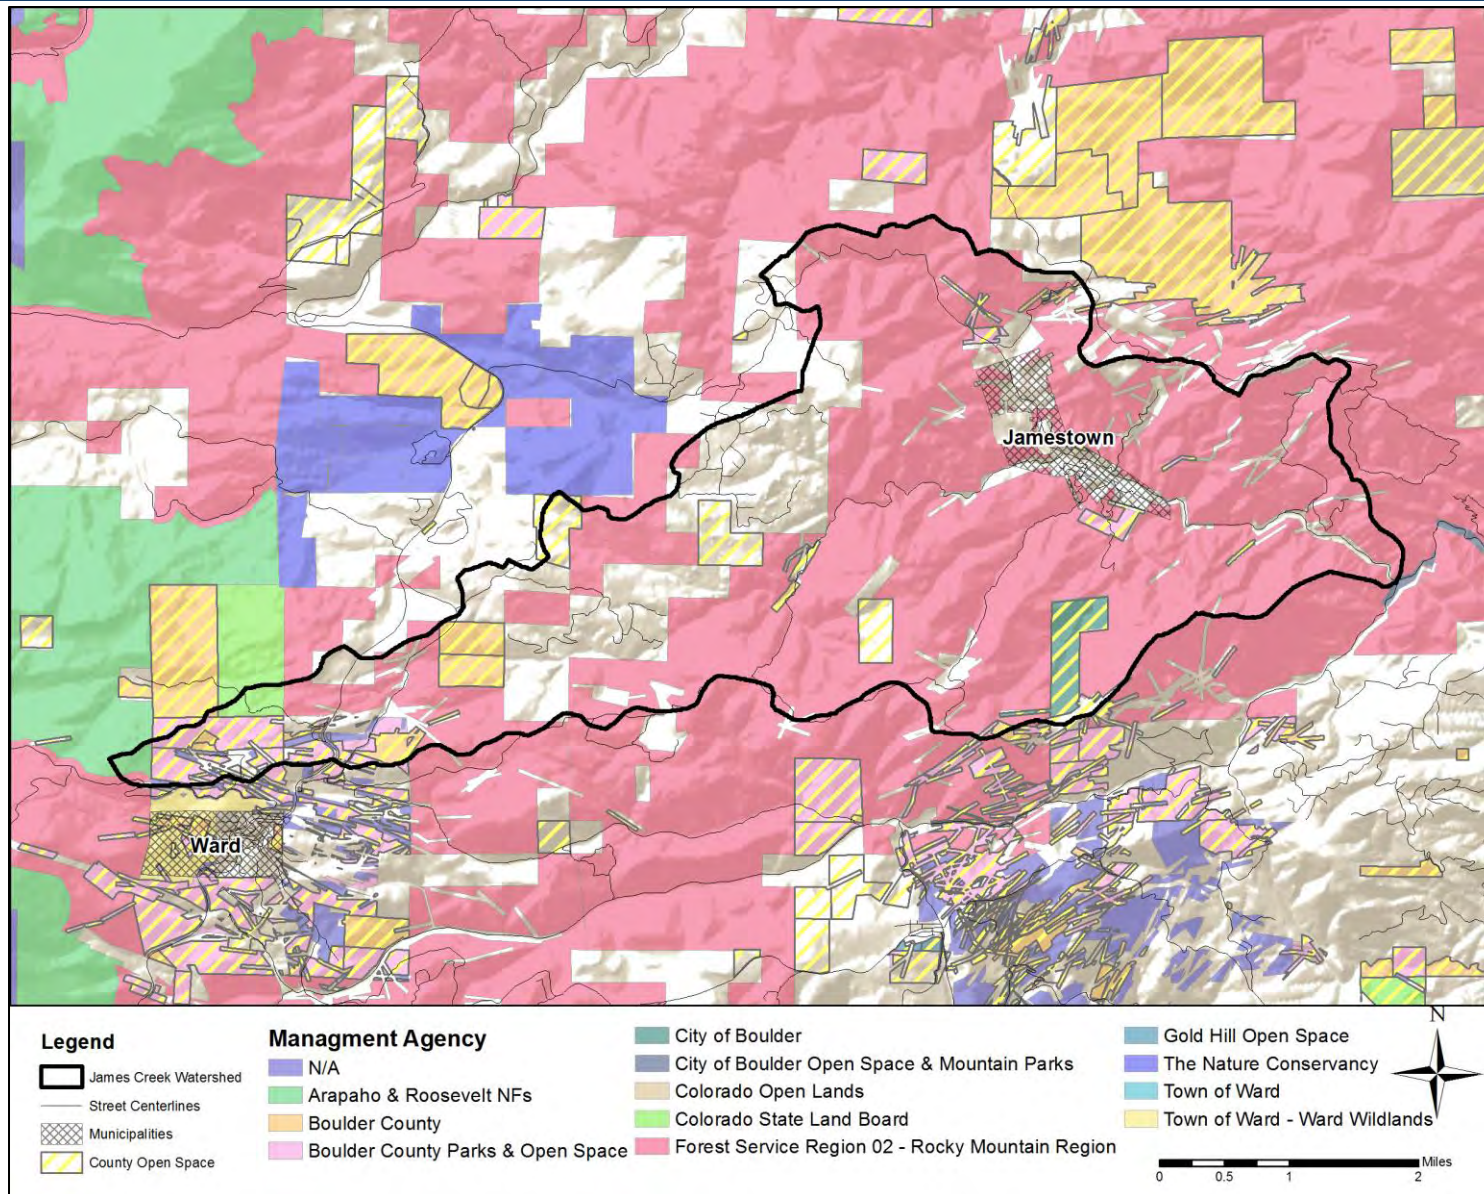 Jamestown
Ward
Legend
James Creek Watershed
Street Centerlines
Municipalities
County Open Space
Managment Agency
N/A
Arapaho & Roosevelt NFs
Boulder County
Boulder County Parks & Open Space
City of Boulder
City of Boulder Open Space & Mountain Parks
Colorado Open Lands
Colorado State Land Board
Forest Service Region 02 - Rocky Mountain Region
Gold Hill Open Space
The Nature Conservancy
Town of Ward
Town of Ward - Ward Wildlands
N
Miles
0 0.5 1 2